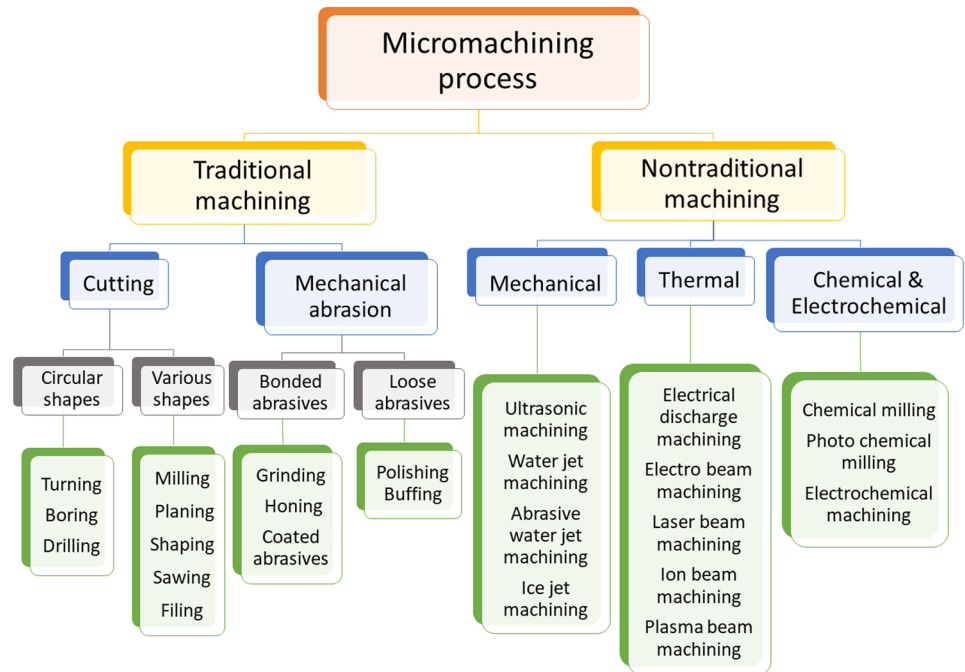 Micromachining
process
Traditional
machining
Nontraditional
machining
Cutting
Mechanical
abrasion
Mechanical
Thermal
Chemical &
Electrochemical
Circular
shapes
Various
shapes
Bonded
abrasives
Loose
abrasives
Turning
Boring
Drilling
Milling
Planing
Shaping
Sawing
Filing
Grinding
Honing
Coated
abrasives
Polishing
Buffing
Ultrasonic
machining
Water jet
machining
Abrasive
water jet
machining
Ice jet
machining
Electrical
discharge
machining
Electro beam
machining
Laser beam
machining
Ion beam
machining
Plasma beam
machining
Chemical milling
Photo chemical
milling
Electrochemical
machining